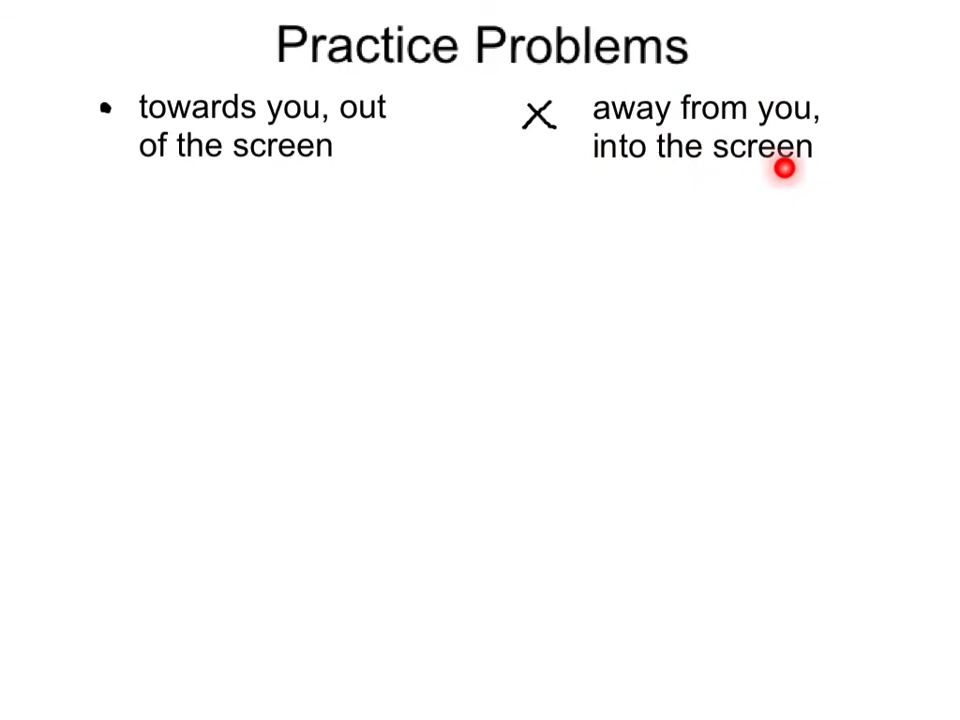 Practice Problems
• towards you, out
of the screen
X away from you,
into the screen